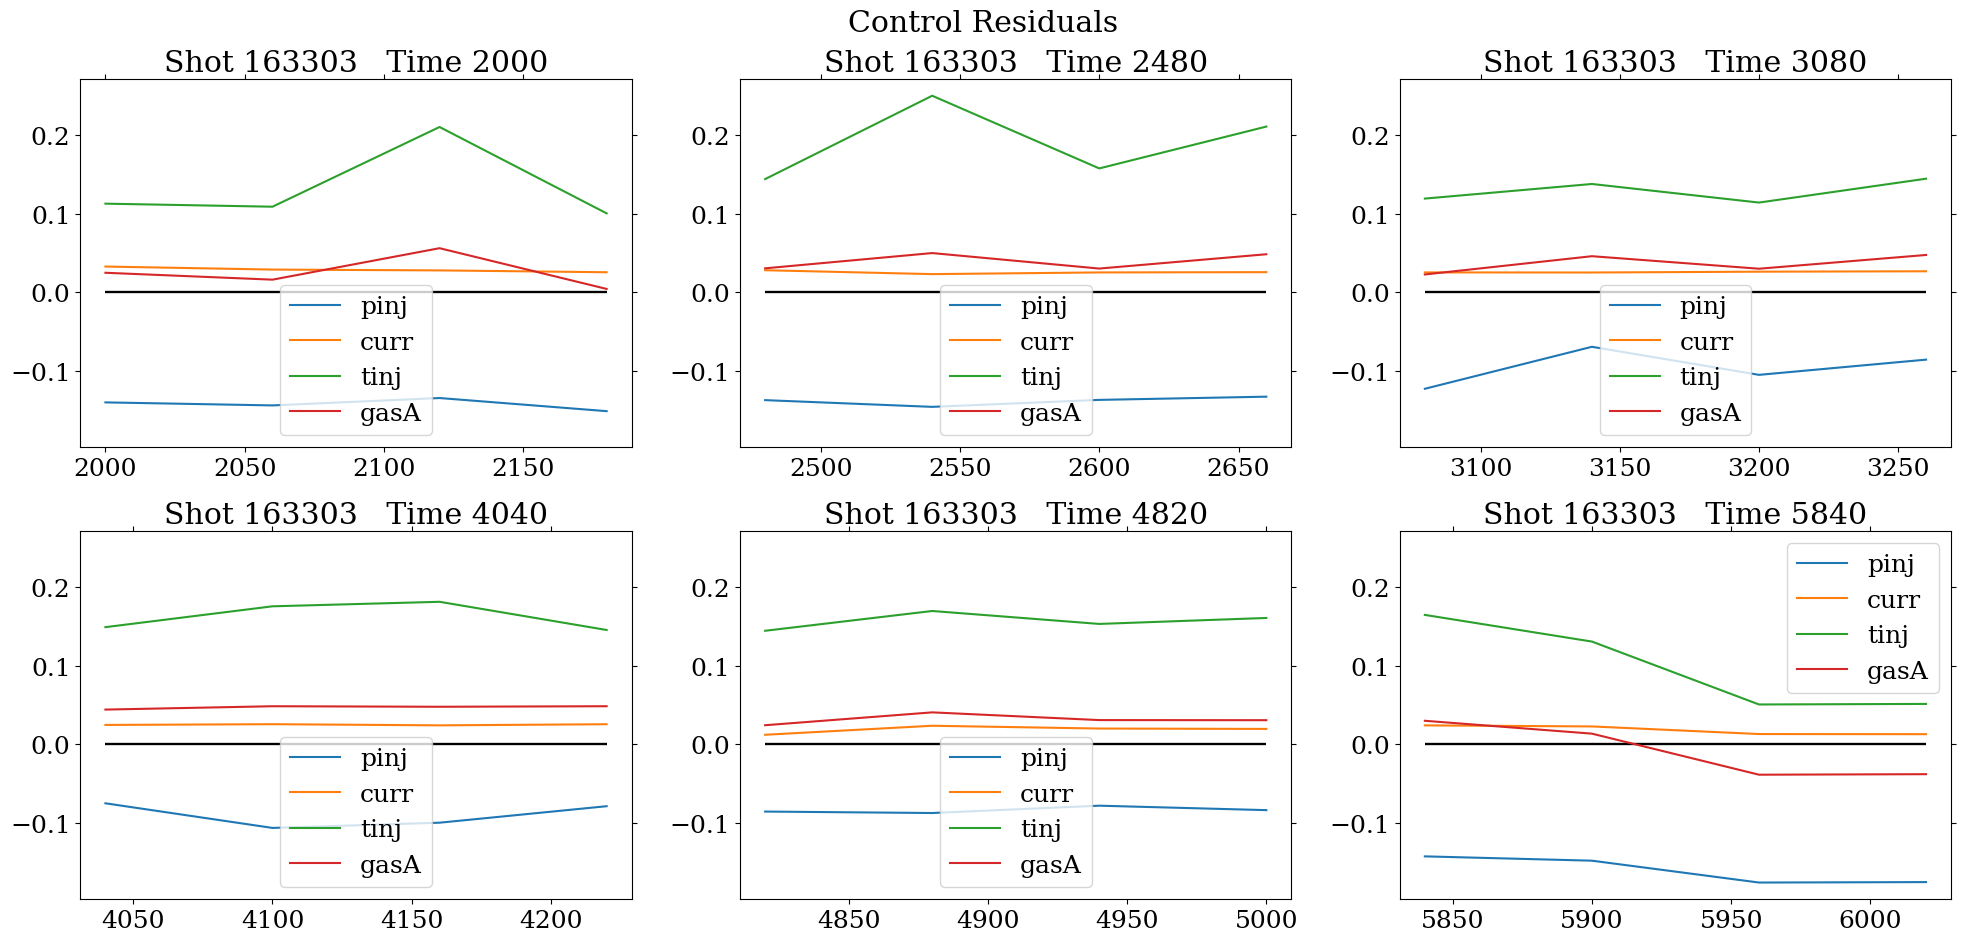 Control Residuals
Shot 163303   Time 2000
0.2
0.1
0.0
−0.1
pinj
curr
tinj
gasA
2000
2050
2100
2150
Shot 163303   Time 2480
0.2
0.1
0.0
−0.1
pinj
curr
tinj
gasA
2500
2550
2600
2650
Shot 163303   Time 3080
0.2
0.1
0.0
−0.1
pinj
curr
tinj
gasA
3100
3150
3200
3250
Shot 163303   Time 4040
0.2
0.1
0.0
−0.1
pinj
curr
tinj
gasA
4050
4100
4150
4200
Shot 163303   Time 4820
0.2
0.1
0.0
−0.1
pinj
curr
tinj
gasA
4850
4900
4950
5000
Shot 163303   Time 5840
0.2
0.1
0.0
−0.1
pinj
curr
tinj
gasA
5850
5900
5950
6000